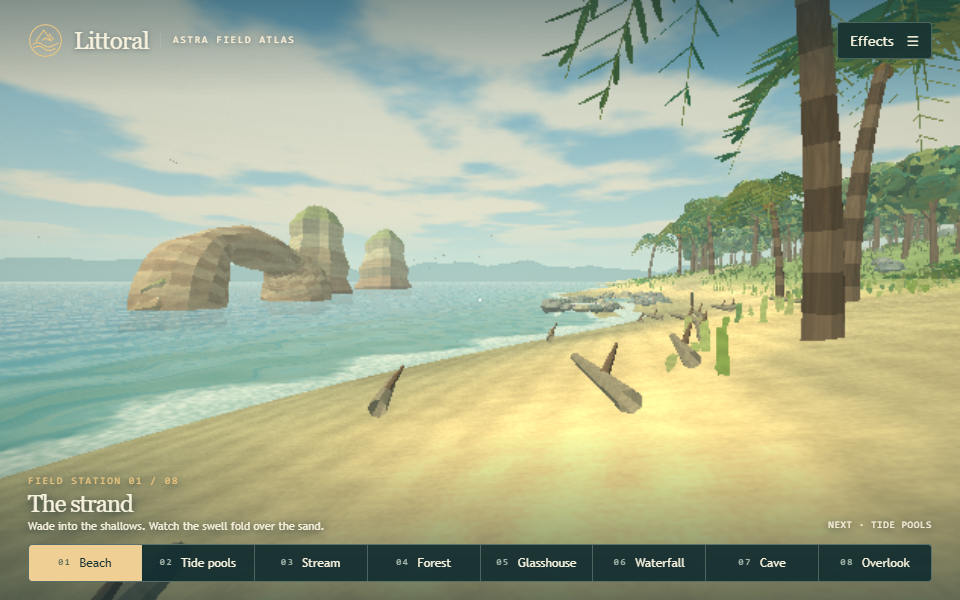 Littoral
ASTRA FIELD ATLAS
Effects
FIELD STATION 01 / 08
The strand
Wade into the shallows. Watch the swell fold over the sand.
NEXT · TIDE POOLS
01 Beach
02 Tide pools
03 Stream
04 Forest
05 Glasshouse
06 Waterfall
07 Cave
08 Overlook